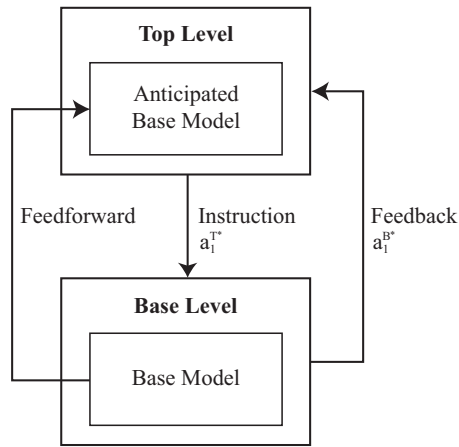 Top Level
Anticipated
Base Model
Feedforward
Instruction
a₁ᵀ*
Feedback
a₁ᴮ*
Base Level
Base Model